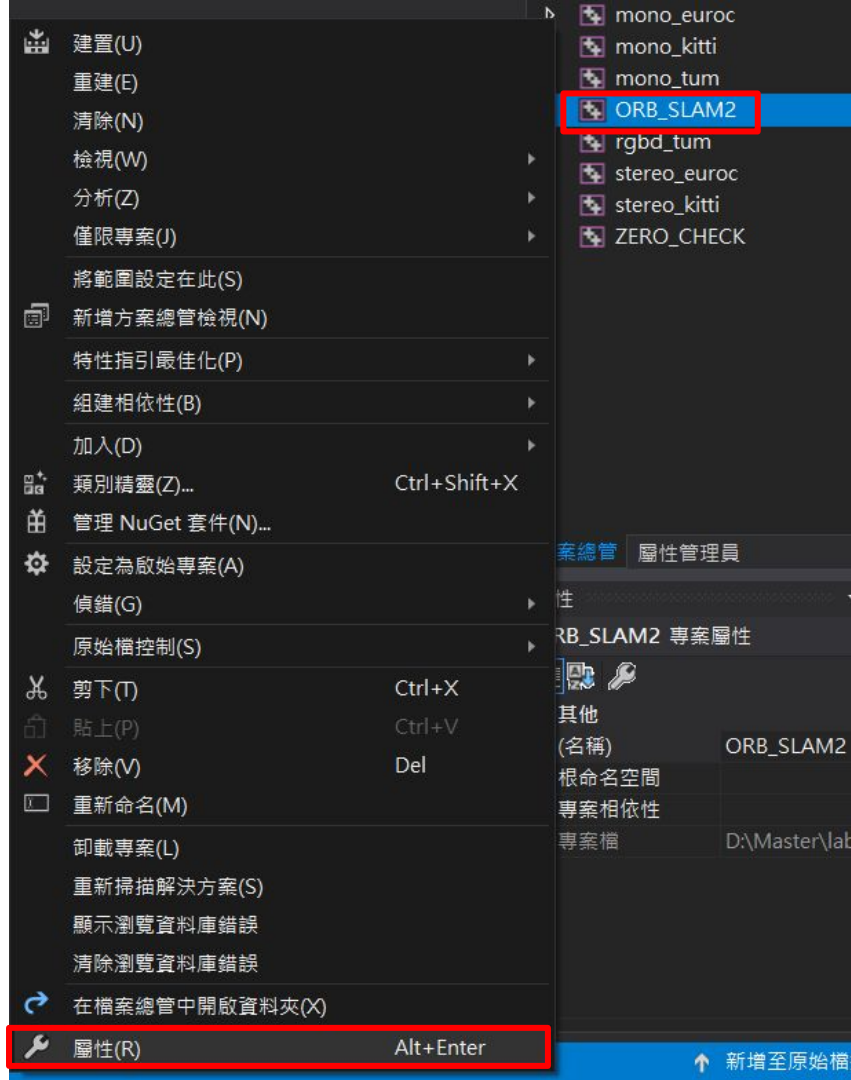 建置(U)
重建(E)
清除(N)
檢視(W)
分析(Z)
僅限專案(J)
將範圍設定在此(S)
新增方案總管檢視(N)
特性指引最佳化(P)
組建相依性(B)
加入(D)
類別精靈(Z)... Ctrl+Shift+X
管理 NuGet 套件(N)...
設定為啟始專案(A)
偵錯(G)
原始檔控制(S)
剪下(T) Ctrl+X
貼上(P) Ctrl+V
移除(V) Del
重新命名(M)
卸載專案(L)
重新掃描解決方案(S)
顯示瀏覽資料庫錯誤
清除瀏覽資料庫錯誤
在檔案總管中開啟資料夾(X)
屬性(R) Alt+Enter
mono_euroc
mono_kitti
mono_tum
ORB_SLAM2
rgbd_tum
stereo_euroc
stereo_kitti
ZERO_CHECK
案總管 屬性管理員
性
RB_SLAM2 專案屬性
其他
(名稱) ORB_SLAM2
根命名空間
專案相依性
專案檔 D:\Master\lab
新增至原始檔